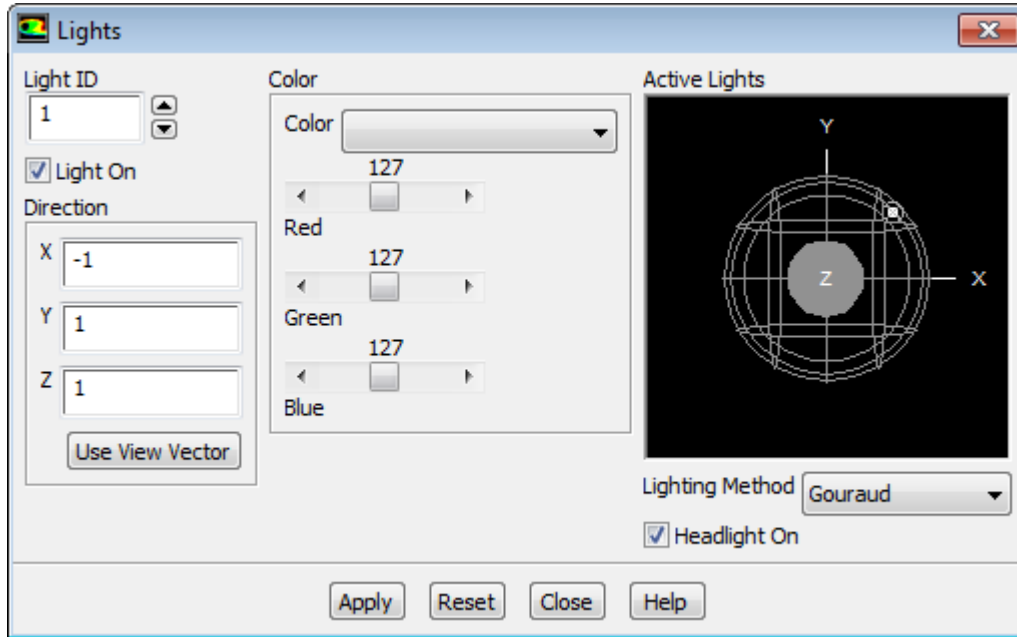 Lights
Light ID
1
Light On
Direction
X -1
Y 1
Z 1
Use View Vector
Color
Color
127
Red
127
Green
127
Blue
Active Lights
Y
Z X
Lighting Method Gouraud
Headlight On
Apply Reset Close Help